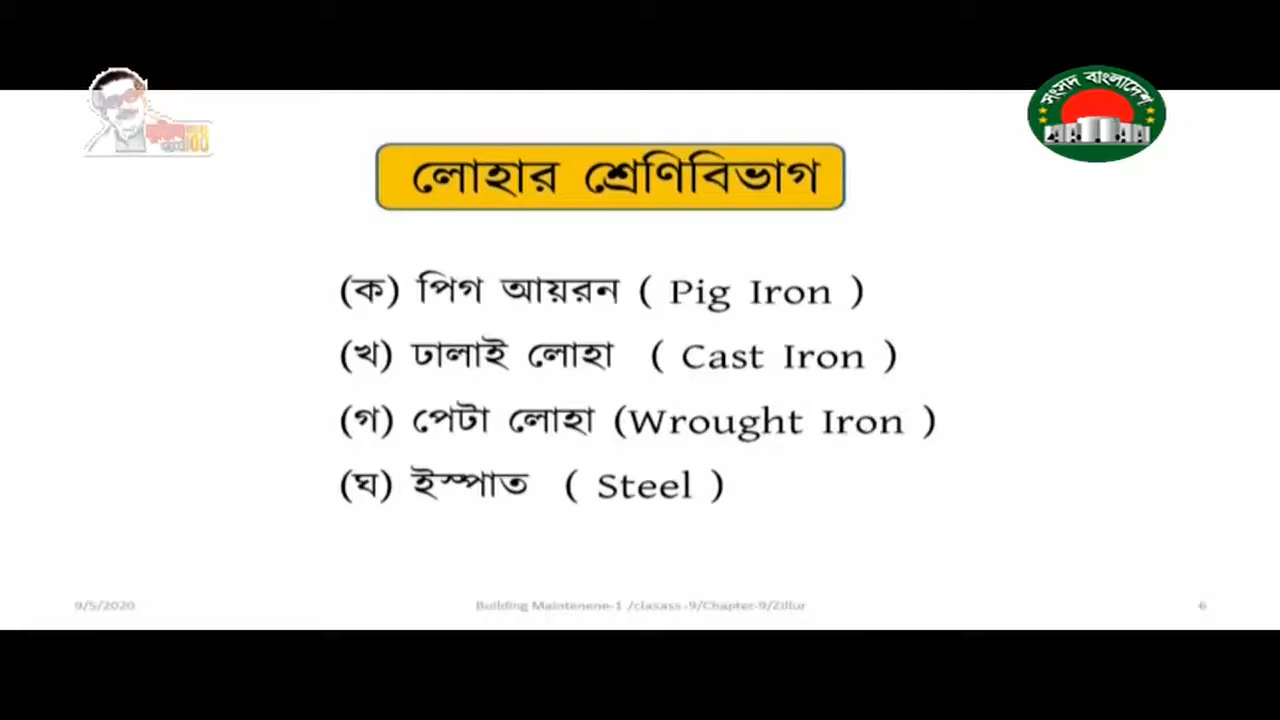 সংসদ বাংলাদেশ
লোহার শ্রেণিবিভাগ
(ক) পিগ আয়রন ( Pig Iron )
(খ) ঢালাই লোহা ( Cast Iron )
(গ) পেটা লোহা (Wrought Iron )
(ঘ) ইস্পাত ( Steel )
9/5/2020 Building Maintenene-1 /clasass-9/Chapter-9/Zillur 6